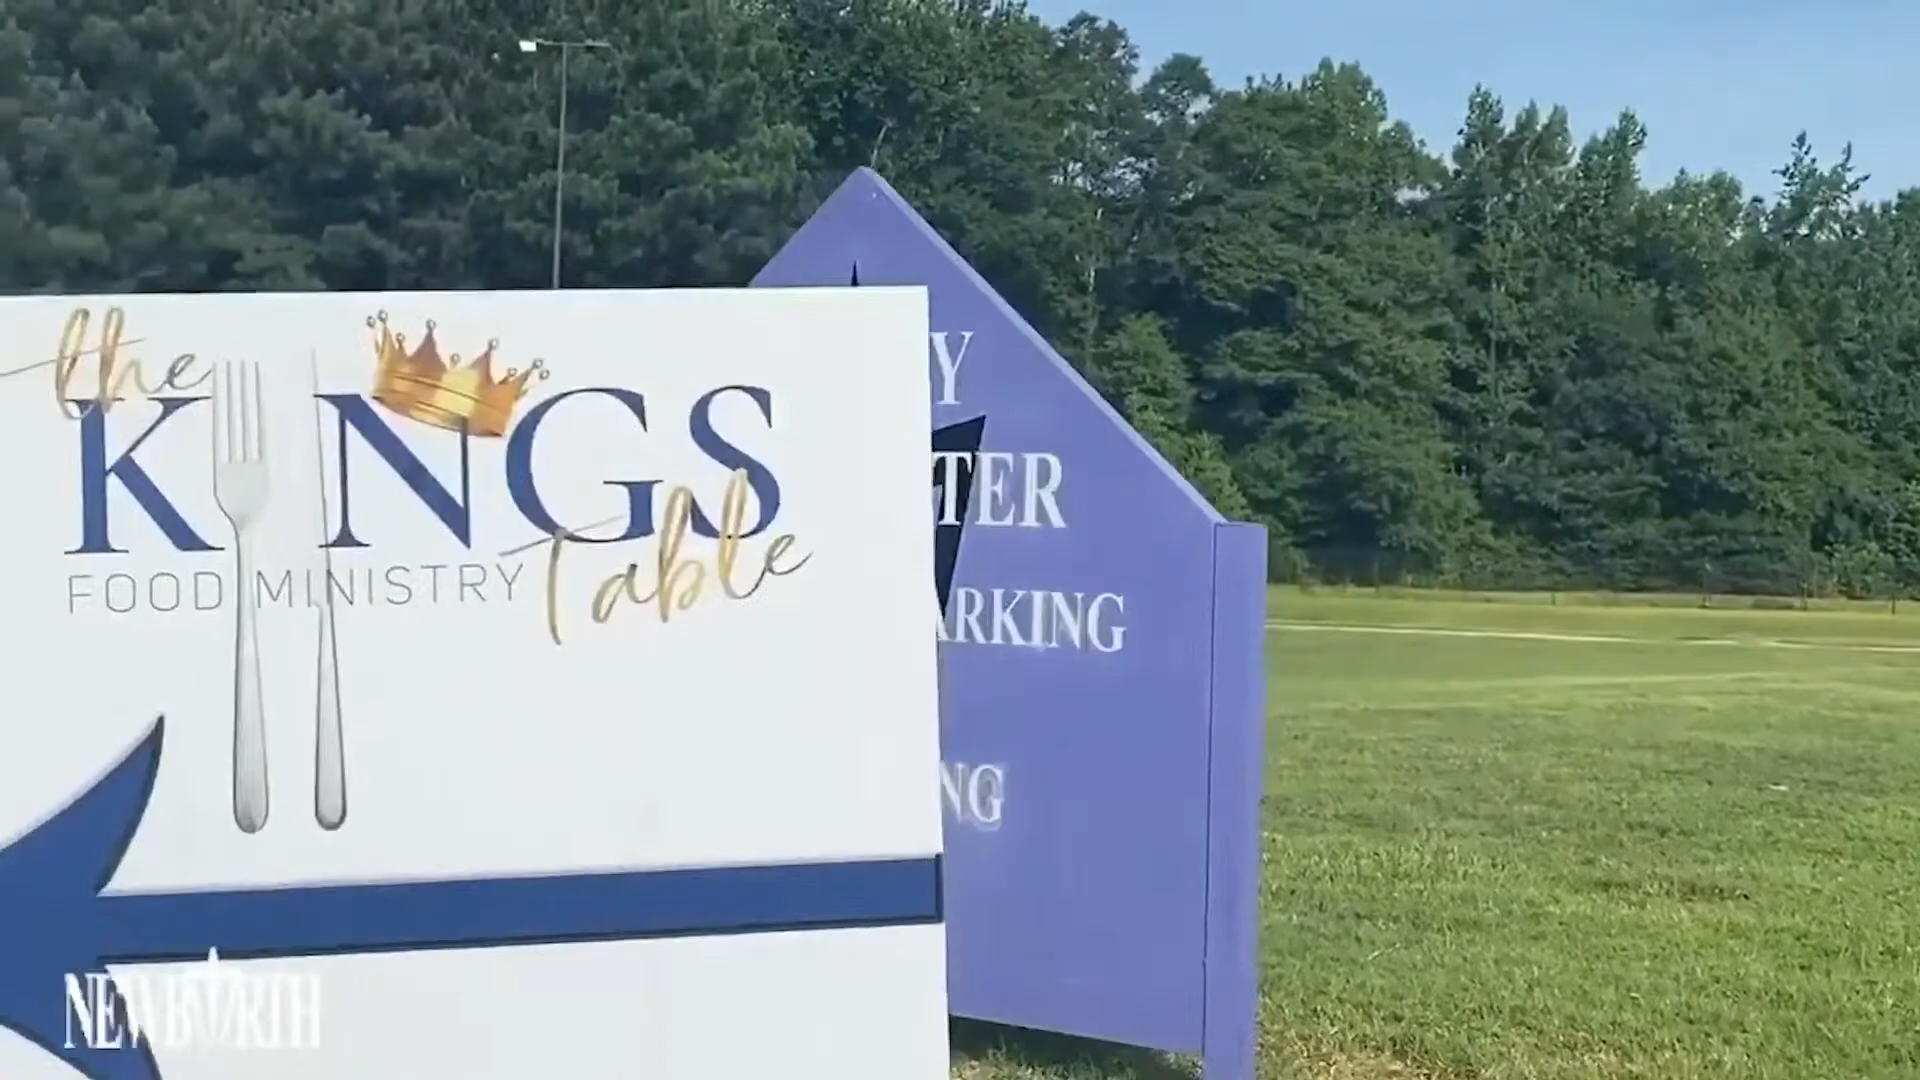 the
KINGS
Table
FOOD MINISTRY
Y
TER
ARKING
NG
NEWBIRTH